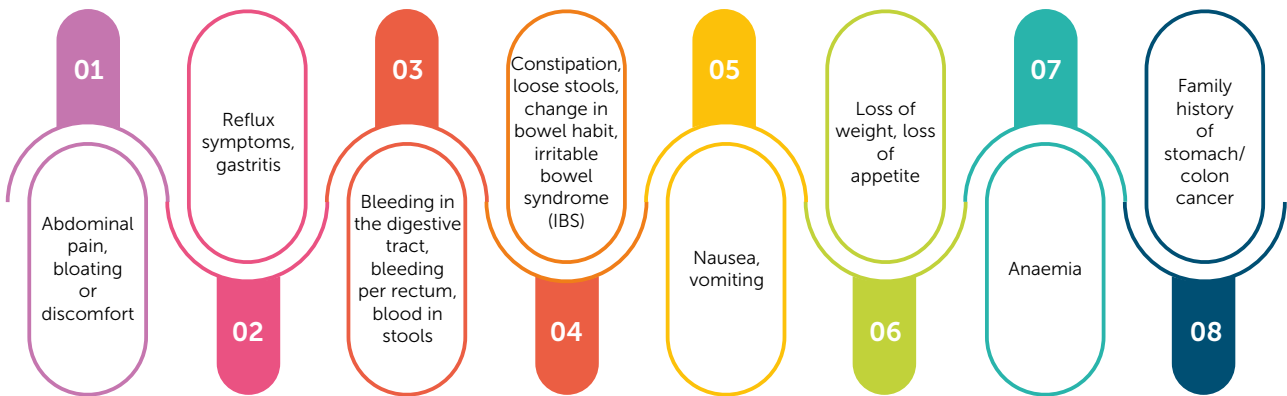 01
Abdominal
pain,
bloating
or
discomfort
Reflux
symptoms,
gastritis
02
03
Bleeding in
the digestive
tract,
bleeding
per rectum,
blood in
stools
Constipation,
loose stools,
change in
bowel habit,
irritable
bowel
syndrome
(IBS)
04
05
Nausea,
vomiting
Loss of
weight, loss
of
appetite
06
07
Anaemia
Family
history
of
stomach/
colon
cancer
08